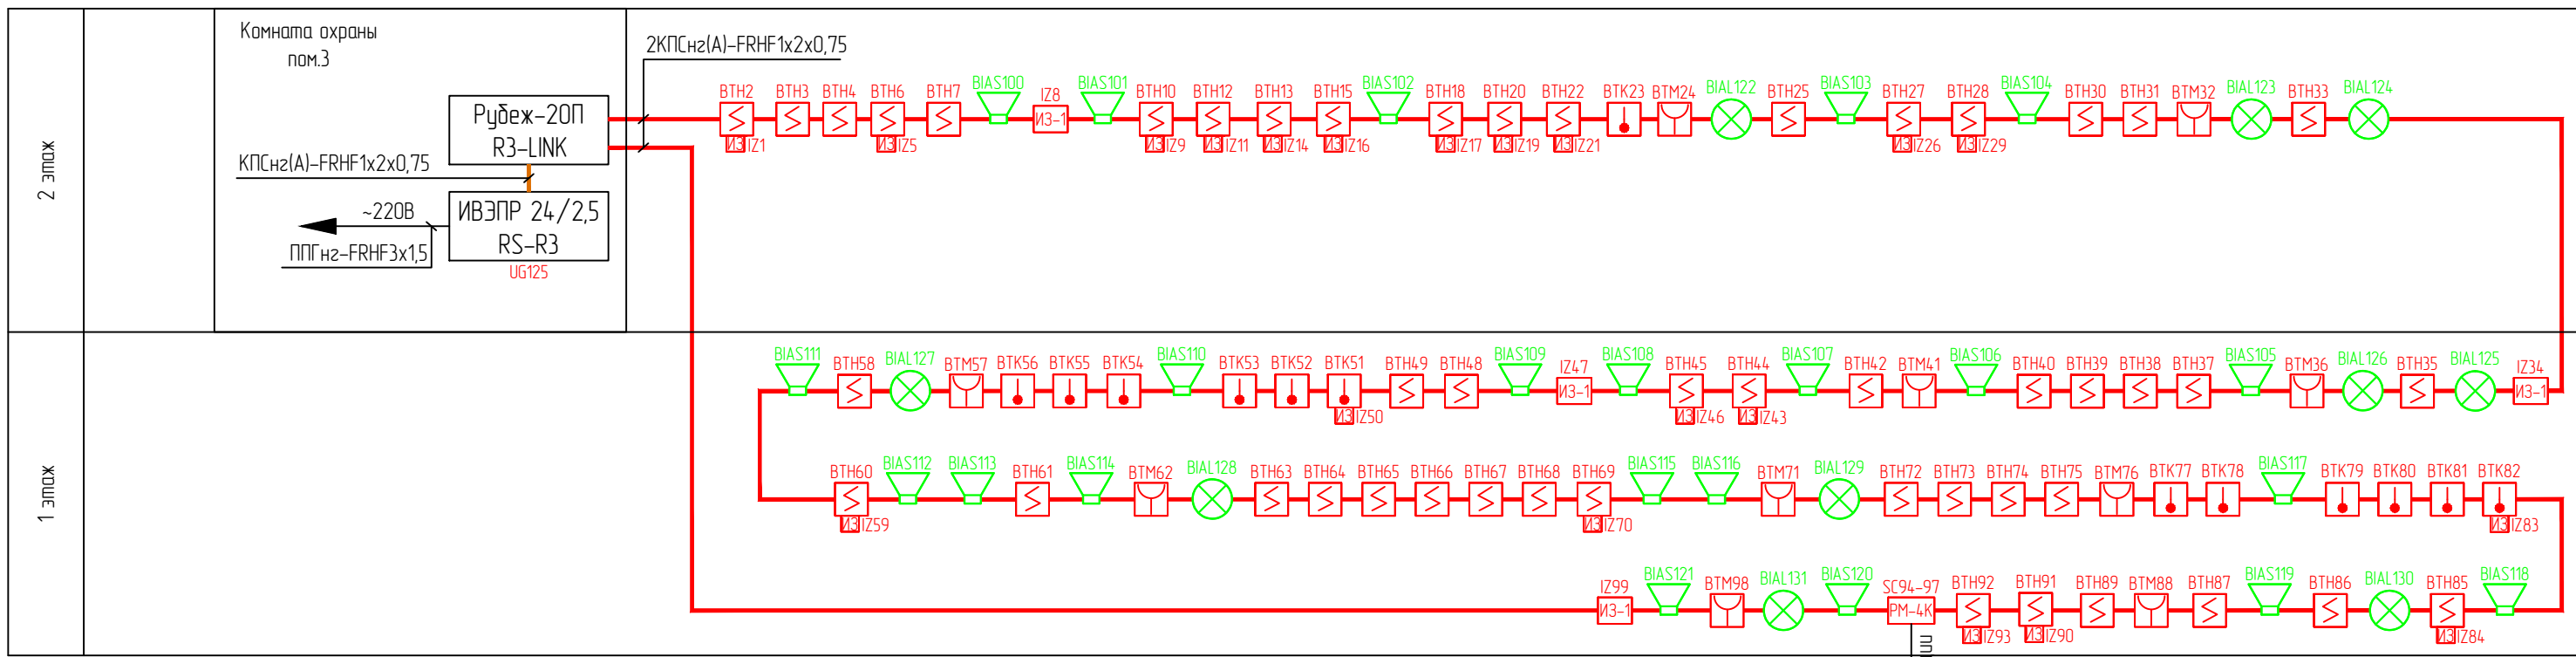 Комната охраны
пом.3
2КПСнг(А)-FRHF1х2х0,75
Рубеж-20П
R3-LINK
КПСнг(А)-FRHF1х2х0,75
~220В
ИВЭПР 24/2,5
RS-R3
ППГнг-FRHF3х1,5
UG125
2 этаж
BTH2 BTH3 BTH4 BTH6 BTH7 BIAS100 IZ8 BIAS101 BTH10 BTH12 BTH13 BTH15 BIAS102 BTH18 BTH20 BTH22 BTK23 BTM24 BIAL122 BTH25 BIAS103 BTH27 BTH28 BIAS104 BTH30 BTH31 BTM32 BIAL123 BTH33 BIAL124
ИЗ-1
ИЗ IZ1 ИЗ IZ5 ИЗ IZ9 ИЗ IZ11 ИЗ IZ14 ИЗ IZ16 ИЗ IZ17 ИЗ IZ19 ИЗ IZ21 ИЗ IZ26 ИЗ IZ29
1 этаж
BIAS111 BTH58 BIAL127 BTM57 BTK56 BTK55 BTK54 BIAS110 BTK53 BTK52 BTK51 BTH49 BTH48 BIAS109 IZ47 BIAS108 BTH45 BTH44 BIAS107 BTH42 BTM41 BIAS106 BTH40 BTH39 BTH38 BTH37 BIAS105 BTM36 BIAL126 BTH35 BIAL125 IZ34
ИЗ-1 ИЗ-1
ИЗ IZ50 ИЗ IZ46 ИЗ IZ43
BTH60 BIAS112 BIAS113 BTH61 BIAS114 BTM62 BIAL128 BTH63 BTH64 BTH65 BTH66 BTH67 BTH68 BTH69 BIAS115 BIAS116 BTM71 BIAL129 BTH72 BTH73 BTH74 BTH75 BTM76 BTK77 BTK78 BIAS117 BTK79 BTK80 BTK81 BTK82
ИЗ IZ59 ИЗ IZ70 ИЗ IZ83
IZ99 BIAS121 BTM98 BIAL131 BIAS120 SC94-97 BTH92 BTH91 BTH89 BTM88 BTH87 BIAS119 BTH86 BIAL130 BTH85 BIAS118
ИЗ-1 РМ-4К
ИЗ IZ93 ИЗ IZ90 ИЗ IZ84